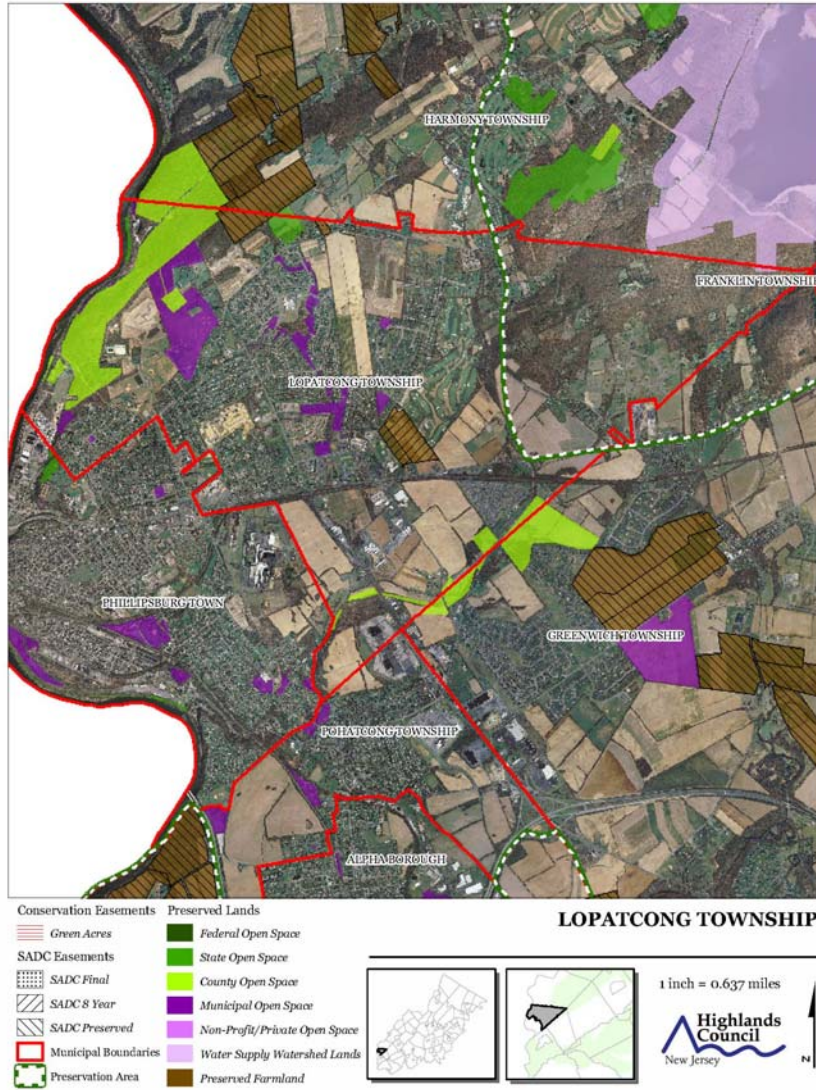 HARMONY TOWNSHIP
FRANKLIN TOWNSHIP
LOPATCONG TOWNSHIP
PHILLIPSBURG TOWN
GREENWICH TOWNSHIP
POHATCONG TOWNSHIP
ALPHA BOROUGH
Conservation Easements
Green Acres
SADC Easements
SADC Final
SADC 8 Year
SADC Preserved
Municipal Boundaries
Preservation Area
Preserved Lands
Federal Open Space
State Open Space
County Open Space
Municipal Open Space
Non-Profit/Private Open Space
Water Supply Watershed Lands
Preserved Farmland
LOPATCONG TOWNSHIP
1 inch = 0.637 miles
Highlands
Council
New Jersey
N